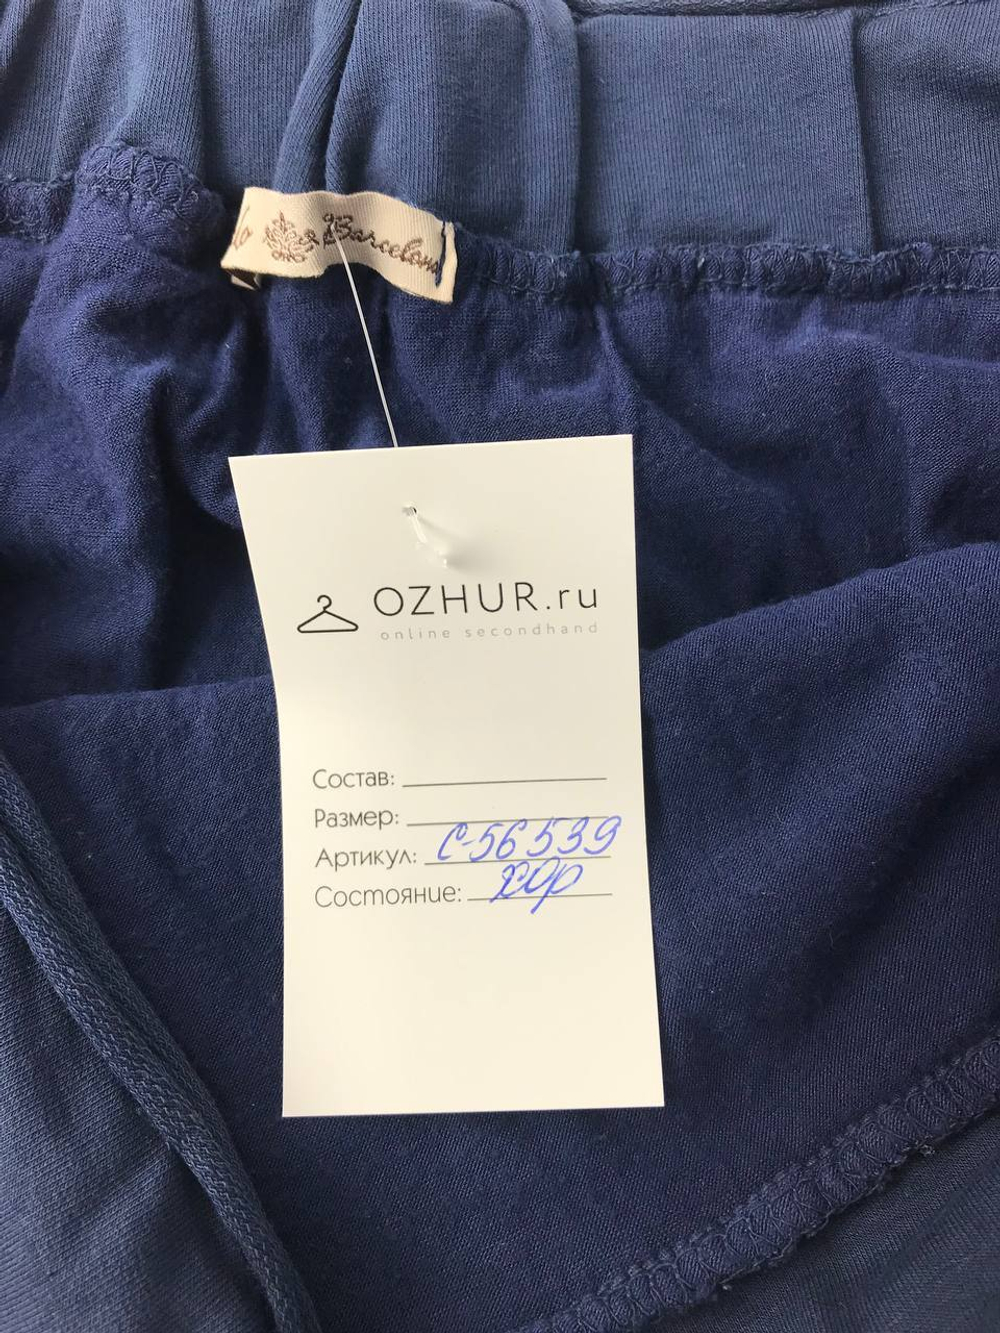 Barcelona
OZHUR.ru
online secondhand
Состав:
Размер:
Артикул: С-56539
Состояние: хор